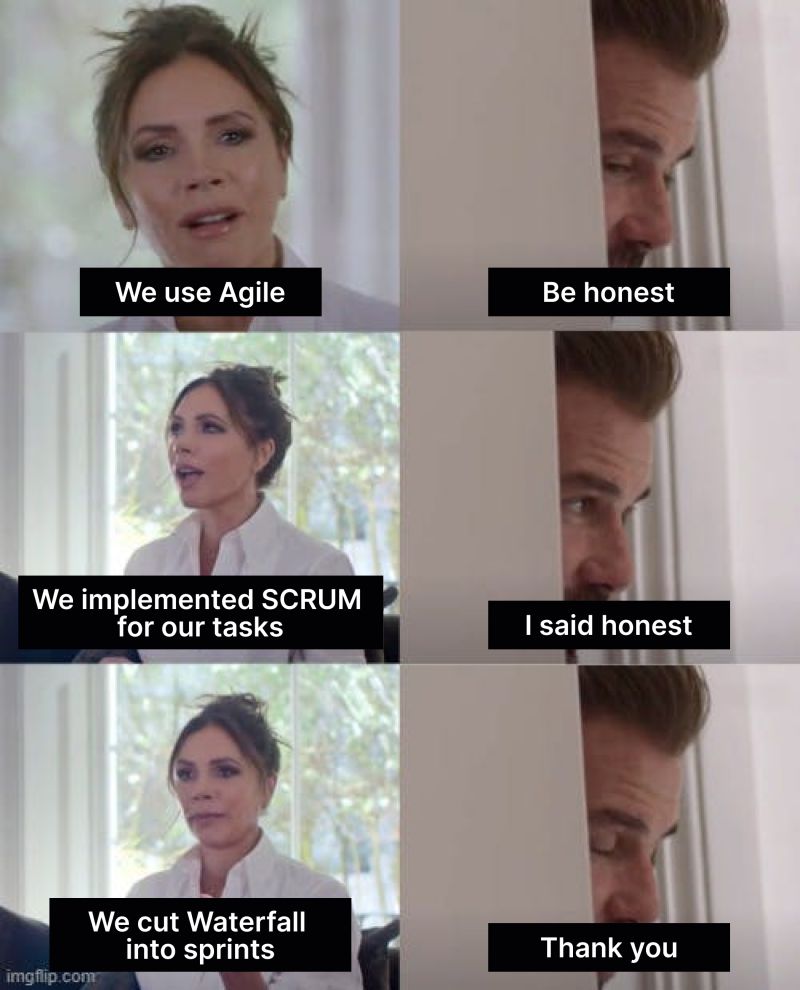 We use Agile
Be honest
We implemented SCRUM
for our tasks
I said honest
We cut Waterfall
into sprints
Thank you
imgflip.com